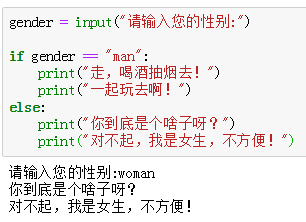 gender = input("请输入您的性别:")
if gender == "man":
print("走，喝酒抽烟去！")
print("一起玩去啊！")
else:
print("你到底是个啥子呀？")
print("对不起，我是女生，不方便！")
请输入您的性别:woman
你到底是个啥子呀？
对不起，我是女生，不方便！